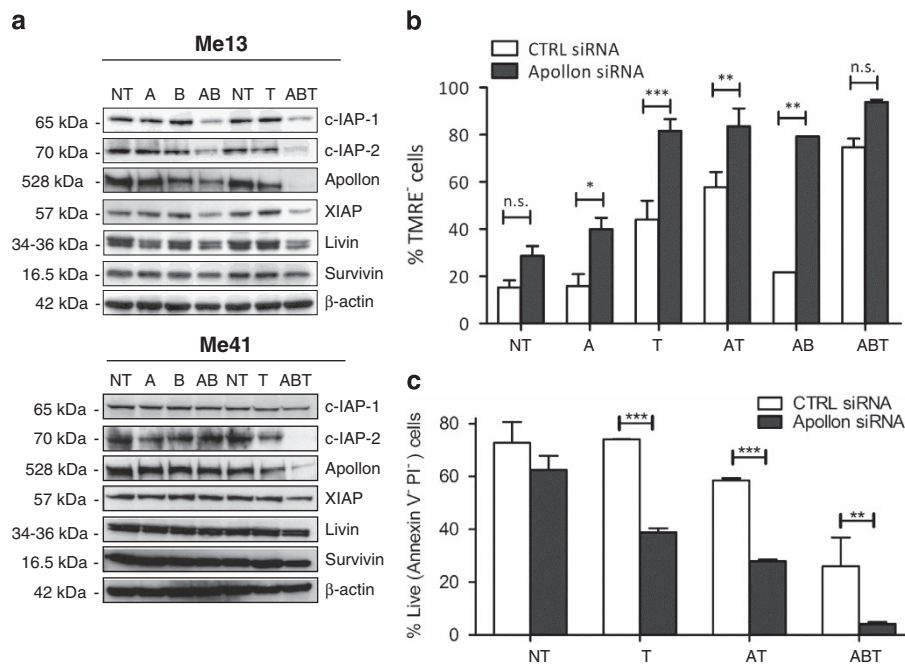 a
Me13
NT A B AB NT T ABT
65 kDa - c-IAP-1
70 kDa - c-IAP-2
528 kDa - Apollon
57 kDa - XIAP
34-36 kDa - Livin
16.5 kDa - Survivin
42 kDa - β-actin
Me41
NT A B AB NT T ABT
65 kDa - c-IAP-1
70 kDa - c-IAP-2
528 kDa - Apollon
57 kDa - XIAP
34-36 kDa - Livin
16.5 kDa - Survivin
42 kDa - β-actin
b
CTRL siRNA
Apollon siRNA
% TMRE⁻ cells
100
80
60
40
20
0
n.s. * *** ** ** n.s.
NT A T AT AB ABT
c
CTRL siRNA
Apollon siRNA
% Live (Annexin V⁻ PI⁻) cells
80
60
40
20
0
*** *** **
NT T AT ABT